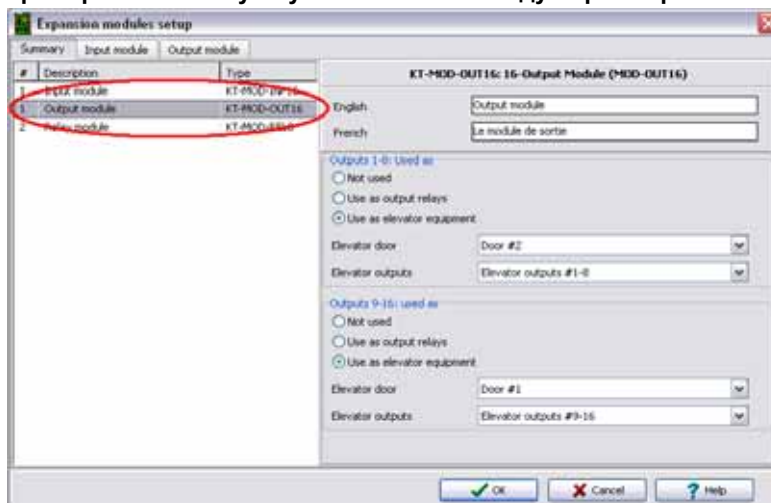 Expansion modules setup
Summary Input module Output module
# Description Type
1 Input module
1 Output module KT-MOD-OUT16
2 Relay module
KT-MOD-OUT16: 16-Output Module (MOD-OUT16)
English Output module
French Le module de sortie
Outputs 1-8: Used as
Not used
Use as output relays
Use as elevator equipment
Elevator door Door #2
Elevator outputs Elevator outputs #1-8
Outputs 9-16: used as
Not used
Use as output relays
Use as elevator equipment
Elevator door Door #1
Elevator outputs Elevator outputs #9-16
OK Cancel Help